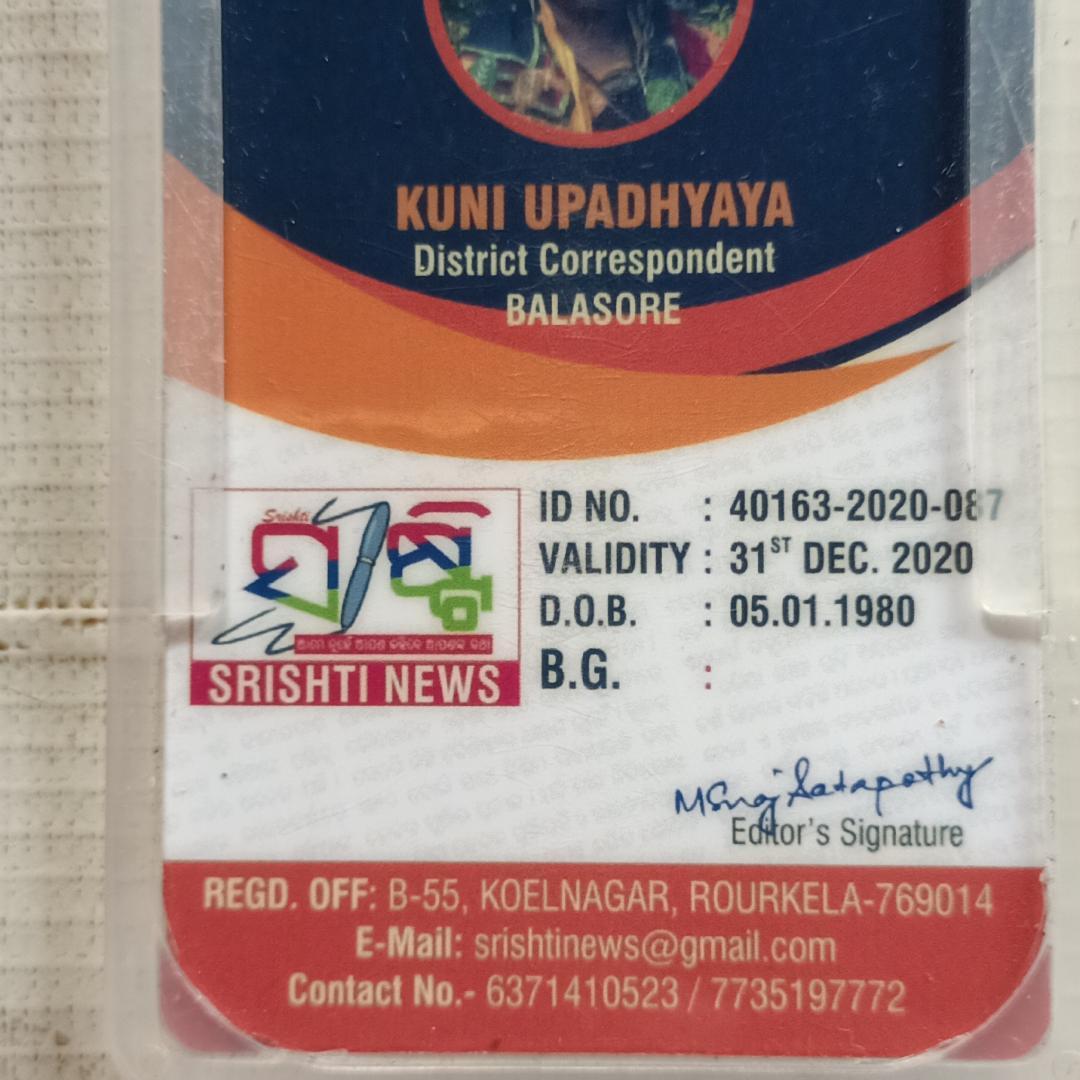 KUNI UPADHYAYA
District Correspondent
BALASORE
Srishti
ସୃଷ୍ଟି
SRISHTI NEWS
ID NO. : 40163-2020-087
VALIDITY : 31ST DEC. 2020
D.O.B. : 05.01.1980
B.G. :
Satapathy
Editor's Signature
REGD. OFF: B-55, KOELNAGAR, ROURKELA-769014
E-Mail: srishtinews@gmail.com
Contact No.- 6371410523 / 7735197772